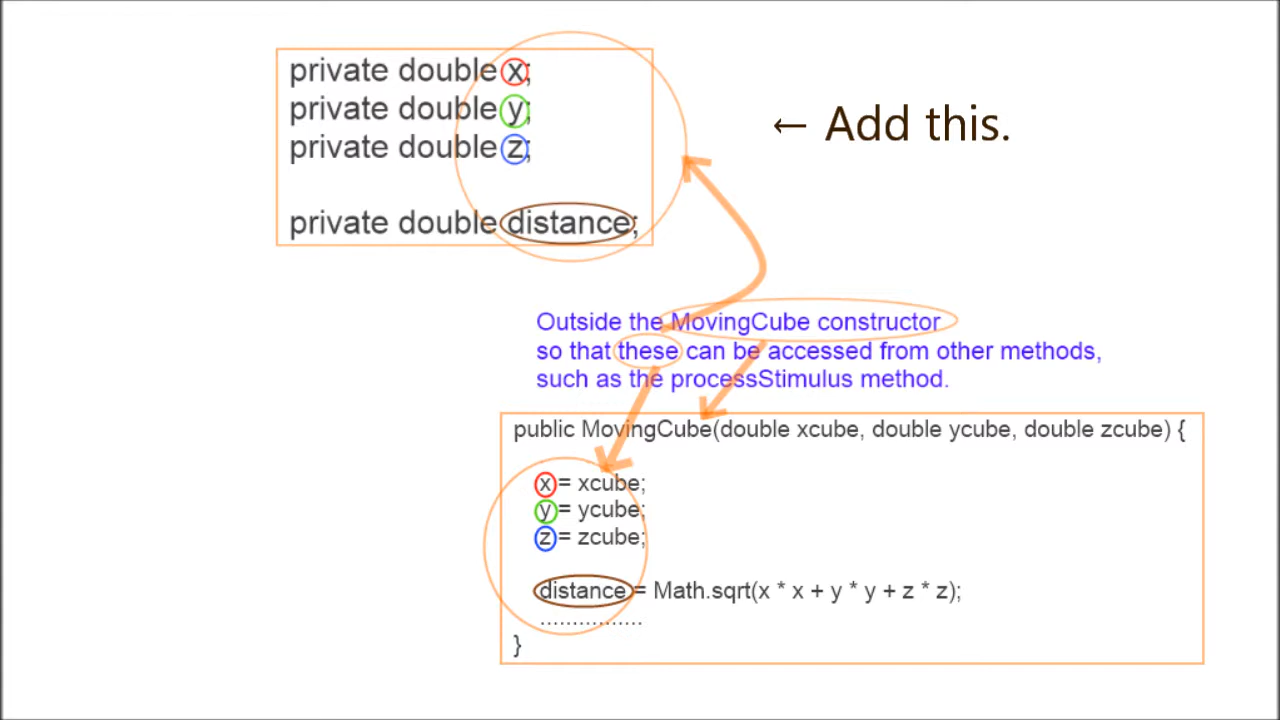 private double x;
private double y;
private double z;
private double distance;
← Add this.
Outside the MovingCube constructor
so that these can be accessed from other methods,
such as the processStimulus method.
public MovingCube(double xcube, double ycube, double zcube) {
x = xcube;
y = ycube;
z = zcube;
distance = Math.sqrt(x * x + y * y + z * z);
................
}